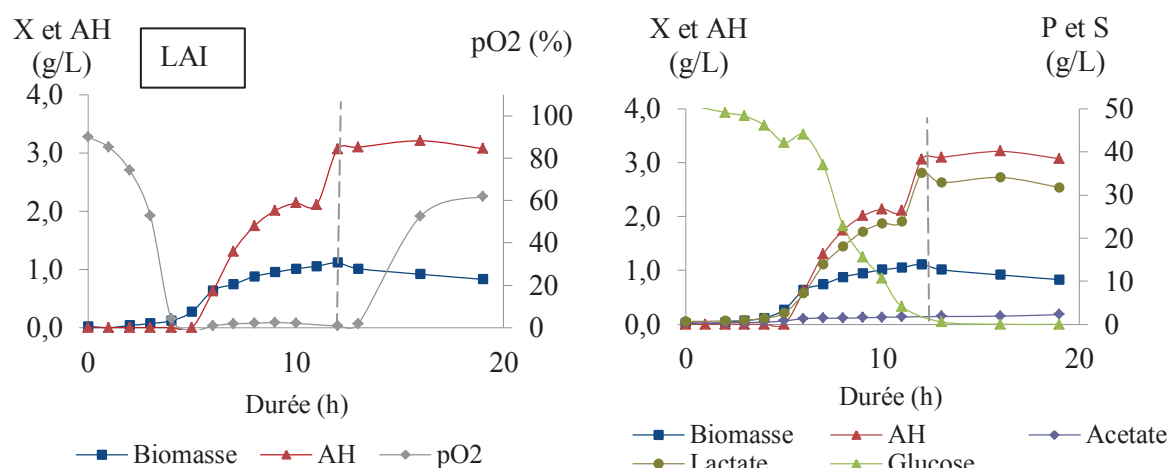 X et AH
(g/L)
LAI
pO2 (%)
4,0
3,0
2,0
1,0
0,0
100
80
60
40
20
0
0
10
20
Durée (h)
Biomasse
AH
pO2
X et AH
(g/L)
P et S
(g/L)
4,0
3,0
2,0
1,0
0,0
50
40
30
20
10
0
0
10
20
Durée (h)
Biomasse
AH
Acetate
Lactate
Glucose